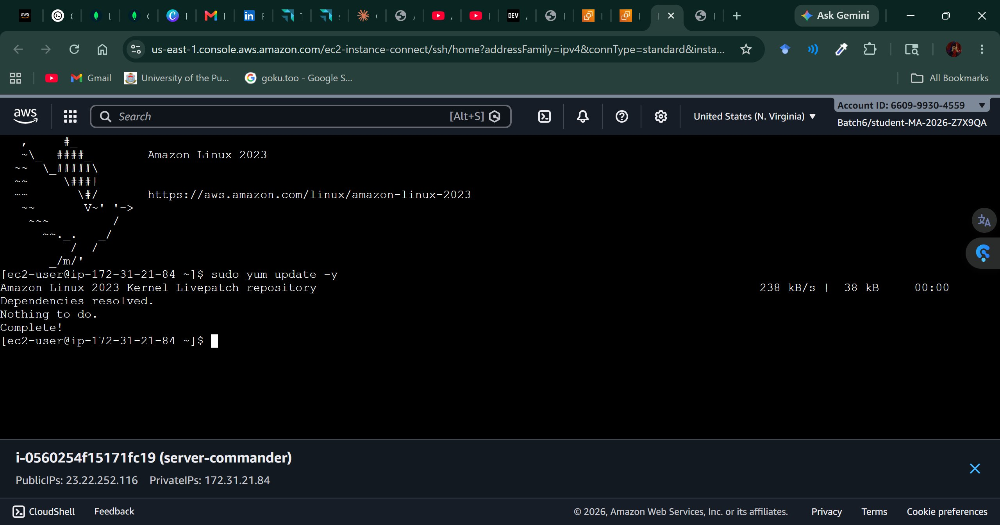 aws
DEV
Ask Gemini
us-east-1.console.aws.amazon.com/ec2-instance-connect/ssh/home?addressFamily=ipv4&connType=standard&insta...
Gmail
University of the Pu...
goku.too - Google S...
All Bookmarks
aws
Search
[Alt+S]
United States (N. Virginia)
Account ID: 6609-9930-4559
Batch6/student-MA-2026-Z7X9QA
   ,     #_
   ~\_  ####_        Amazon Linux 2023
  ~~  \_#####\
  ~~     \###|
  ~~       \#/ ___   https://aws.amazon.com/linux/amazon-linux-2023
   ~~       V~' '->
    ~~~         /
      ~~._.   _/
         _/ _/
       _/m/'
[ec2-user@ip-172-31-21-84 ~]$ sudo yum update -y
Amazon Linux 2023 Kernel Livepatch repository 238 kB/s | 38 kB 00:00
Dependencies resolved.
Nothing to do.
Complete!
[ec2-user@ip-172-31-21-84 ~]$
i-0560254f15171fc19 (server-commander)
PublicIPs: 23.22.252.116 PrivateIPs: 172.31.21.84
CloudShell
Feedback
© 2026, Amazon Web Services, Inc. or its affiliates.
Privacy
Terms
Cookie preferences